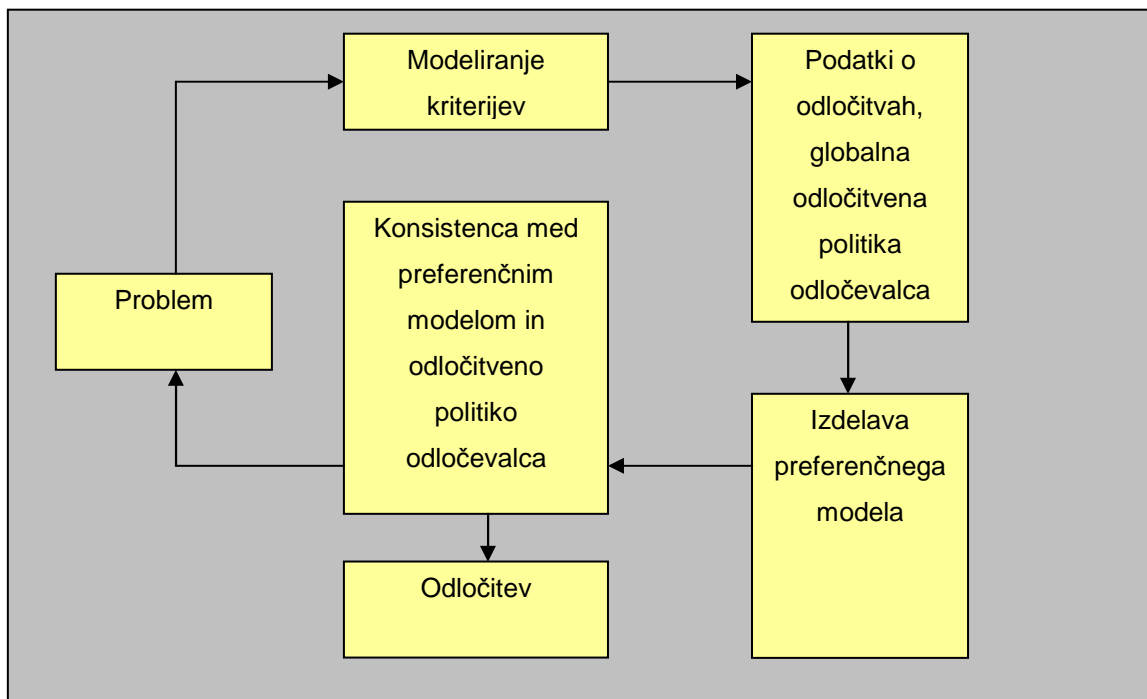 Modeliranje
kriterijev
Podatki o
odločitvah,
globalna
odločitvena
politika
odločevalca
Konsistenca med
preferenčnim
modelom in
odločitveno
politiko
odločevalca
Problem
Izdelava
preferenčnega
modela
Odločitev